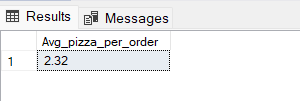 Results Messages
Avg_pizza_per_order
1 2.32